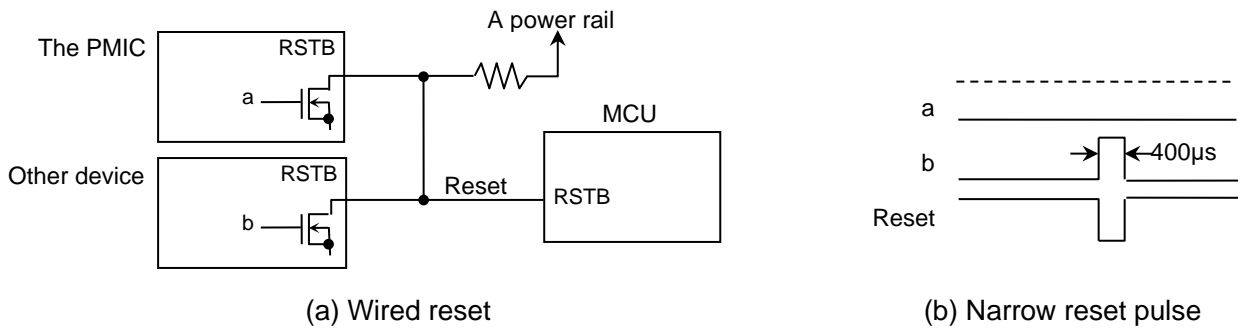 A power rail
The PMIC
RSTB
a
MCU
Other device
RSTB
Reset
RSTB
b
(a) Wired reset
a
b
400µs
Reset
(b) Narrow reset pulse